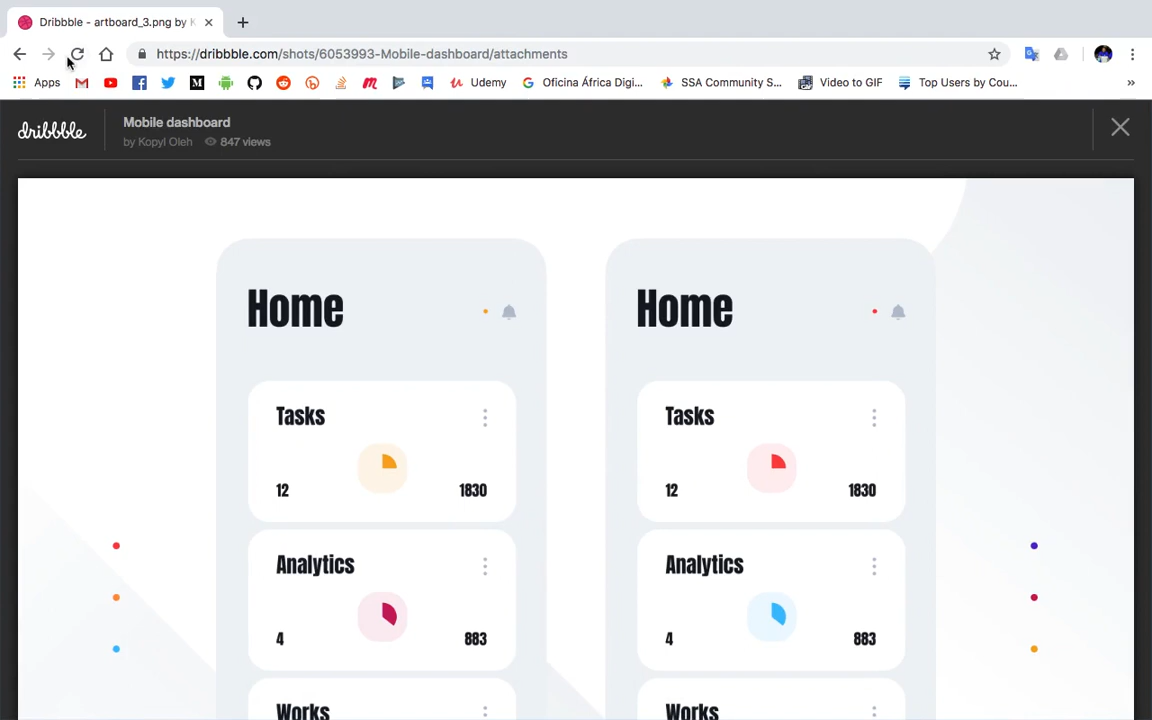 Dribbble - artboard_3.png by K
https://dribbble.com/shots/6053993-Mobile-dashboard/attachments
Apps
Udemy
Oficina África Digi...
SSA Community S...
Video to GIF
Top Users by Cou...
»
dribbble
Mobile dashboard
by Kopyl Oleh 847 views
Home
Home
Tasks
Tasks
12 1830
12 1830
Analytics
Analytics
4 883
4 883
Works
Works